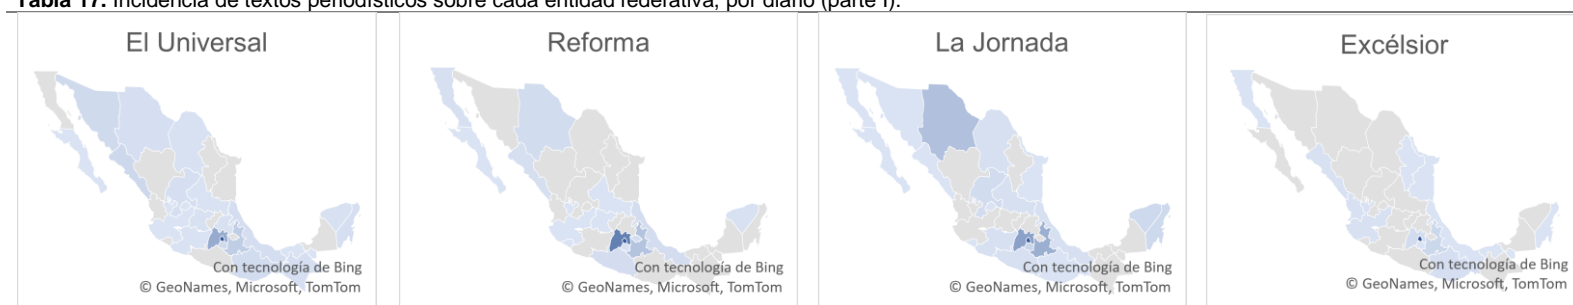 Tabla 17. Incidencia de textos periodísticos sobre cada entidad federativa, por diario (parte I).
El Universal
Reforma
La Jornada
Excélsior
Con tecnología de Bing
© GeoNames, Microsoft, TomTom
Con tecnología de Bing
© GeoNames, Microsoft, TomTom
Con tecnología de Bing
© GeoNames, Microsoft, TomTom
Con tecnología de Bing
© GeoNames, Microsoft, TomTom